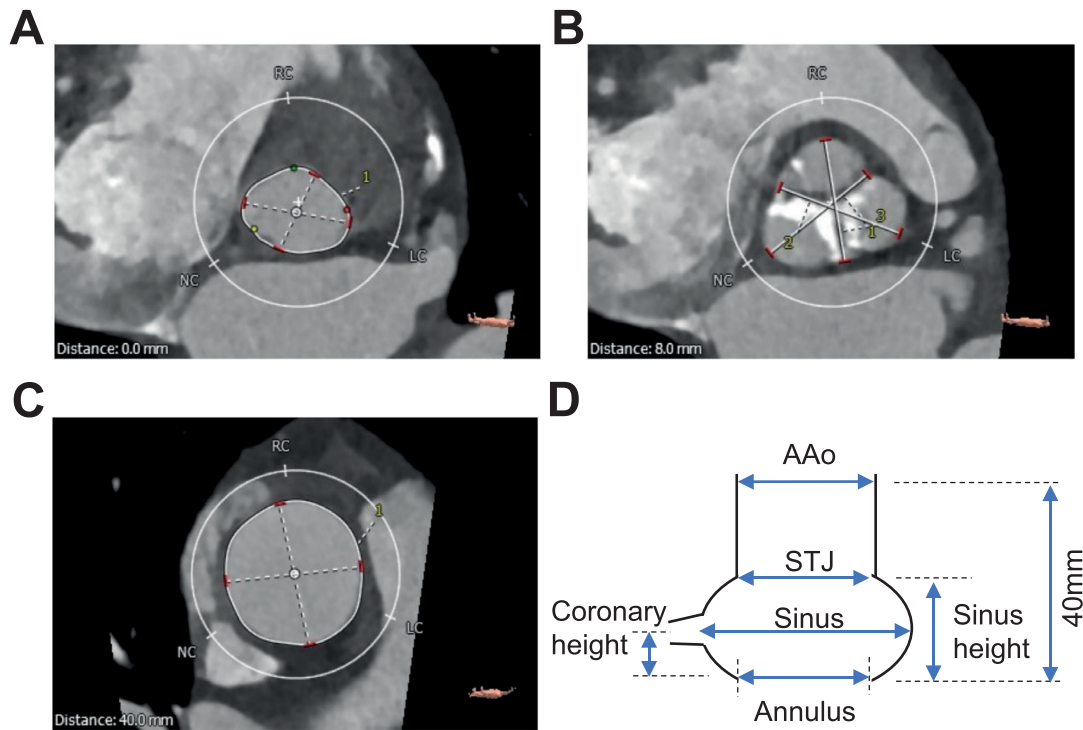 A
RC
1
NC
LC
Distance: 0.0 mm
B
RC
3
1
2
NC
LC
Distance: 8.0 mm
C
RC
1
NC
LC
Distance: 40.0 mm
D
AAo
STJ
Coronary
height
Sinus
Sinus
height
40mm
Annulus